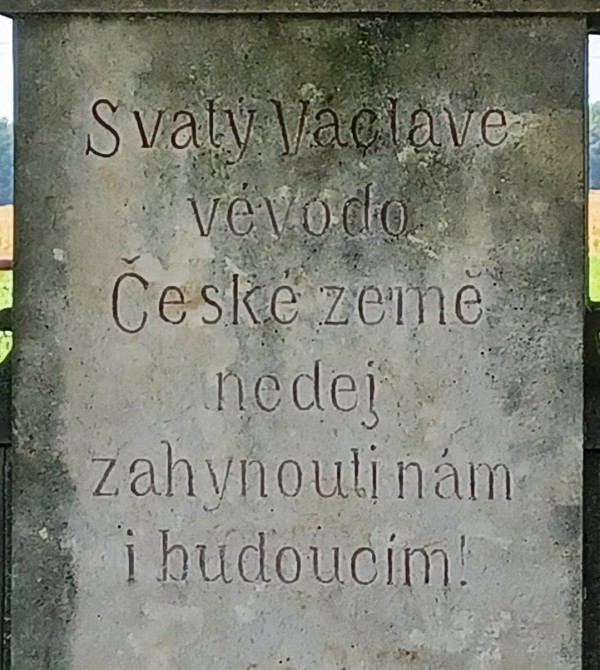 Svatý Václave
vévodo
České země
nedej
zahynouti nám
i budoucím!